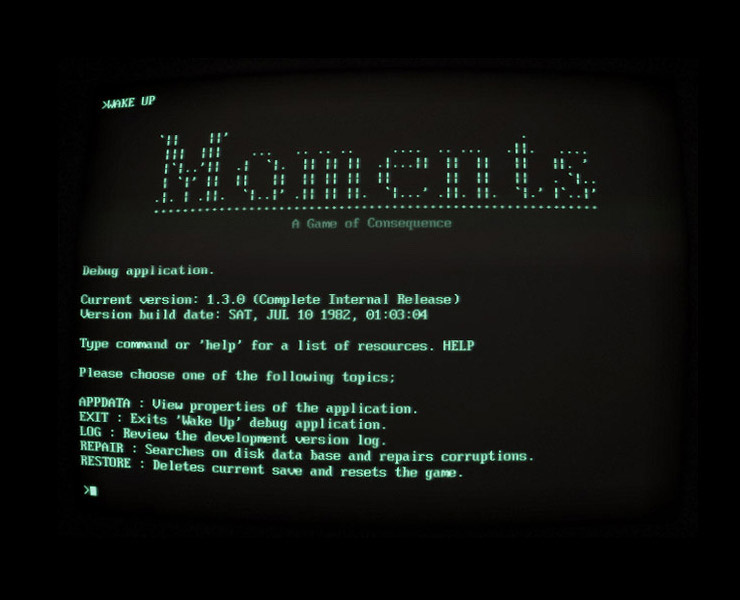 >WAKE UP
Moments
A Game of Consequence
Debug application.
Current version: 1.3.0 (Complete Internal Release)
Version build date: SAT, JUL 10 1982, 01:03:04
Type command or 'help' for a list of resources. HELP
Please choose one of the following topics;
APPDATA : View properties of the application.
EXIT : Exits 'Wake Up' debug application.
LOG : Review the development version log.
REPAIR : Searches on disk data base and repairs corruptions.
RESTORE : Deletes current save and resets the game.
>